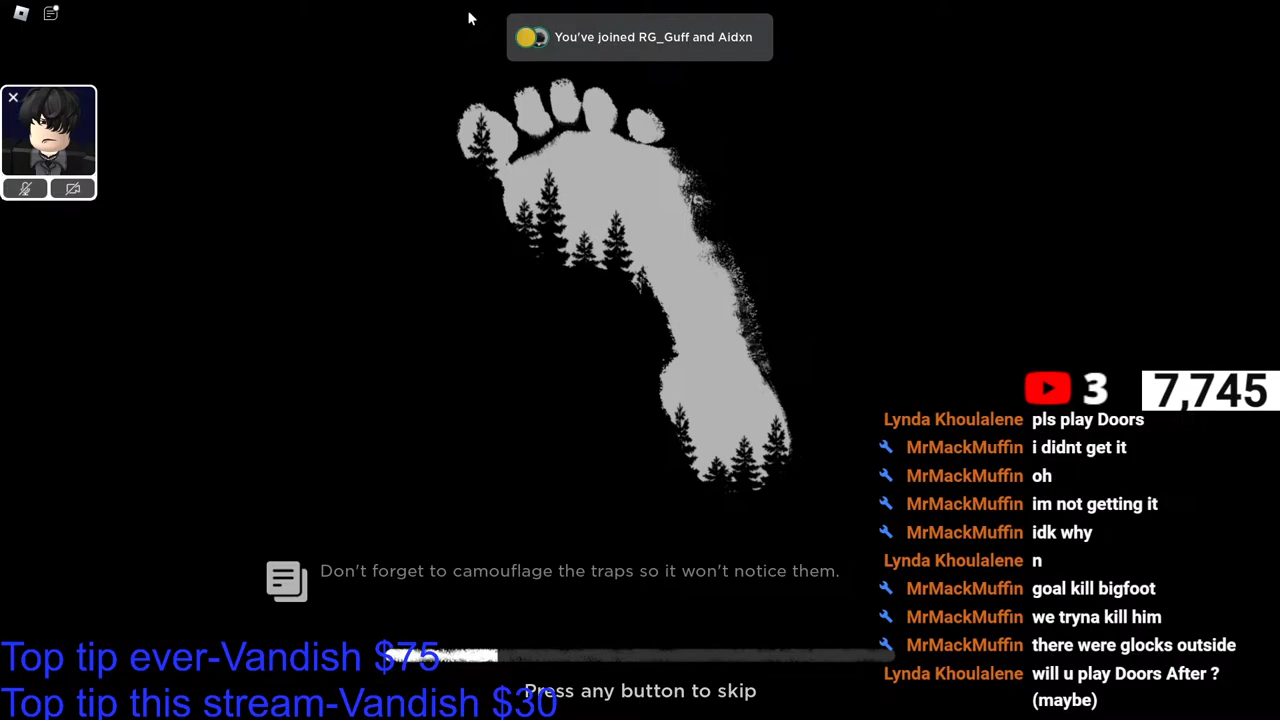 You've joined RG_Guff and Aidxn
3
7,745
Lynda Khoulalene pls play Doors
MrMackMuffin i didnt get it
MrMackMuffin oh
MrMackMuffin im not getting it
MrMackMuffin idk why
Lynda Khoulalene n
MrMackMuffin goal kill bigfoot
MrMackMuffin we tryna kill him
MrMackMuffin there were glocks outside
Lynda Khoulalene will u play Doors After ?
(maybe)
Don't forget to camouflage the traps so it won't notice them.
Top tip ever-Vandish $75
Press any button to skip
Top tip this stream-Vandish $30